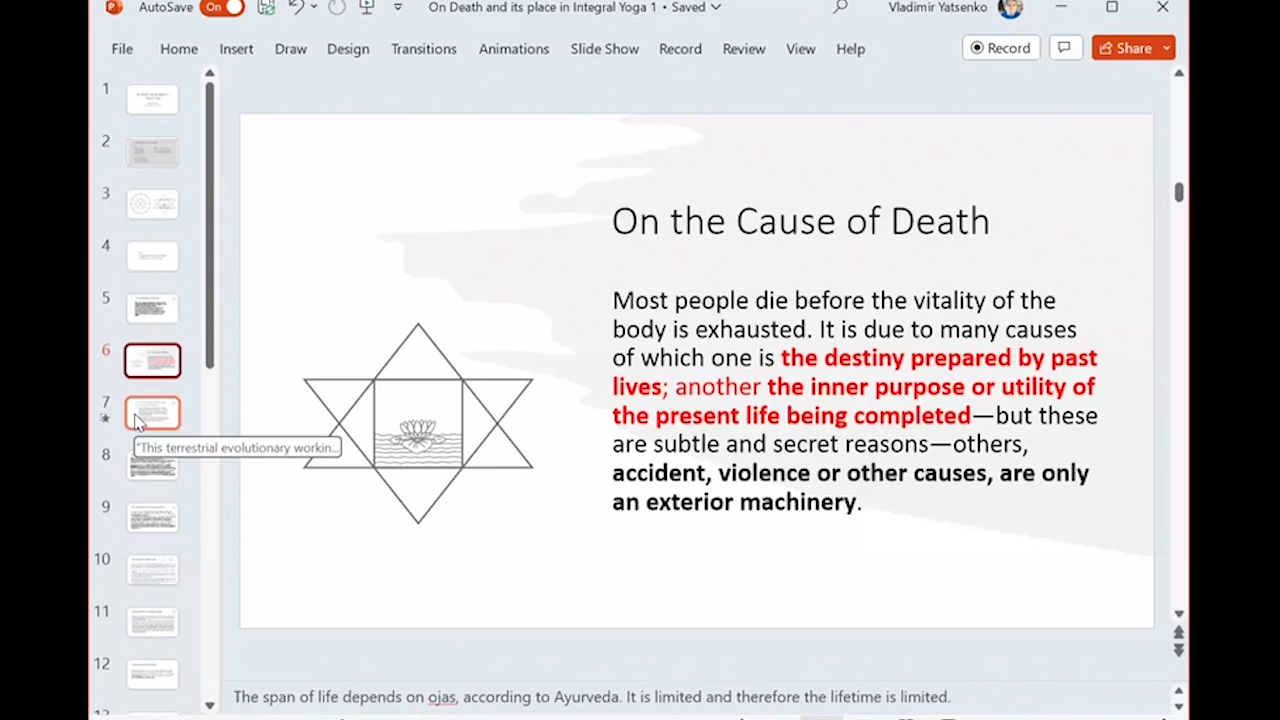 AutoSave On On Death and its place in Integral Yoga 1 • Saved Vladimir Yatsenko
File Home Insert Draw Design Transitions Animations Slide Show Record Review View Help Record Share
1
2
3
4
5
6
7
"This terrestrial evolutionary workin...
8
9
10
11
12
On the Cause of Death
Most people die before the vitality of the
body is exhausted. It is due to many causes
of which one is the destiny prepared by past
lives; another the inner purpose or utility of
the present life being completed—but these
are subtle and secret reasons—others,
accident, violence or other causes, are only
an exterior machinery.
The span of life depends on ojas, according to Ayurveda. It is limited and therefore the lifetime is limited.